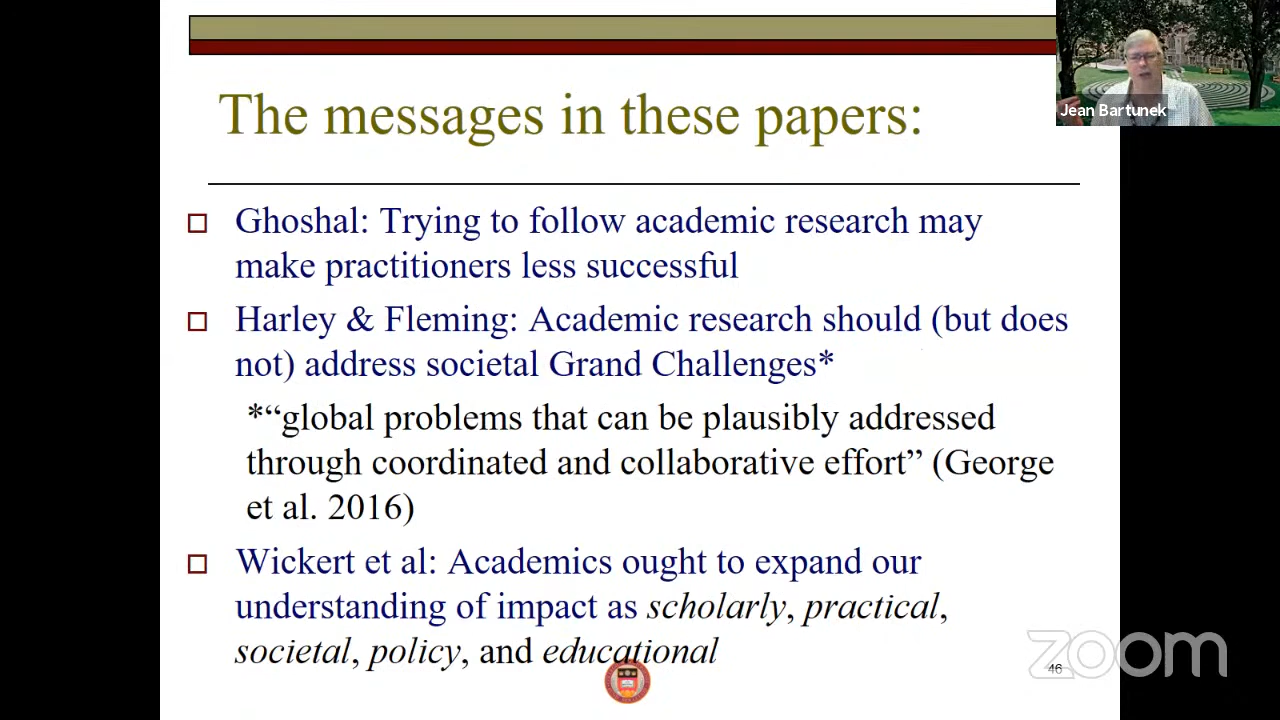 The messages in these papers:
Jean Bartunek
Ghoshal: Trying to follow academic research may
make practitioners less successful
Harley & Fleming: Academic research should (but does
not) address societal Grand Challenges*
*“global problems that can be plausibly addressed
through coordinated and collaborative effort” (George
et al. 2016)
Wickert et al: Academics ought to expand our
understanding of impact as scholarly, practical,
societal, policy, and educational
46
zoom